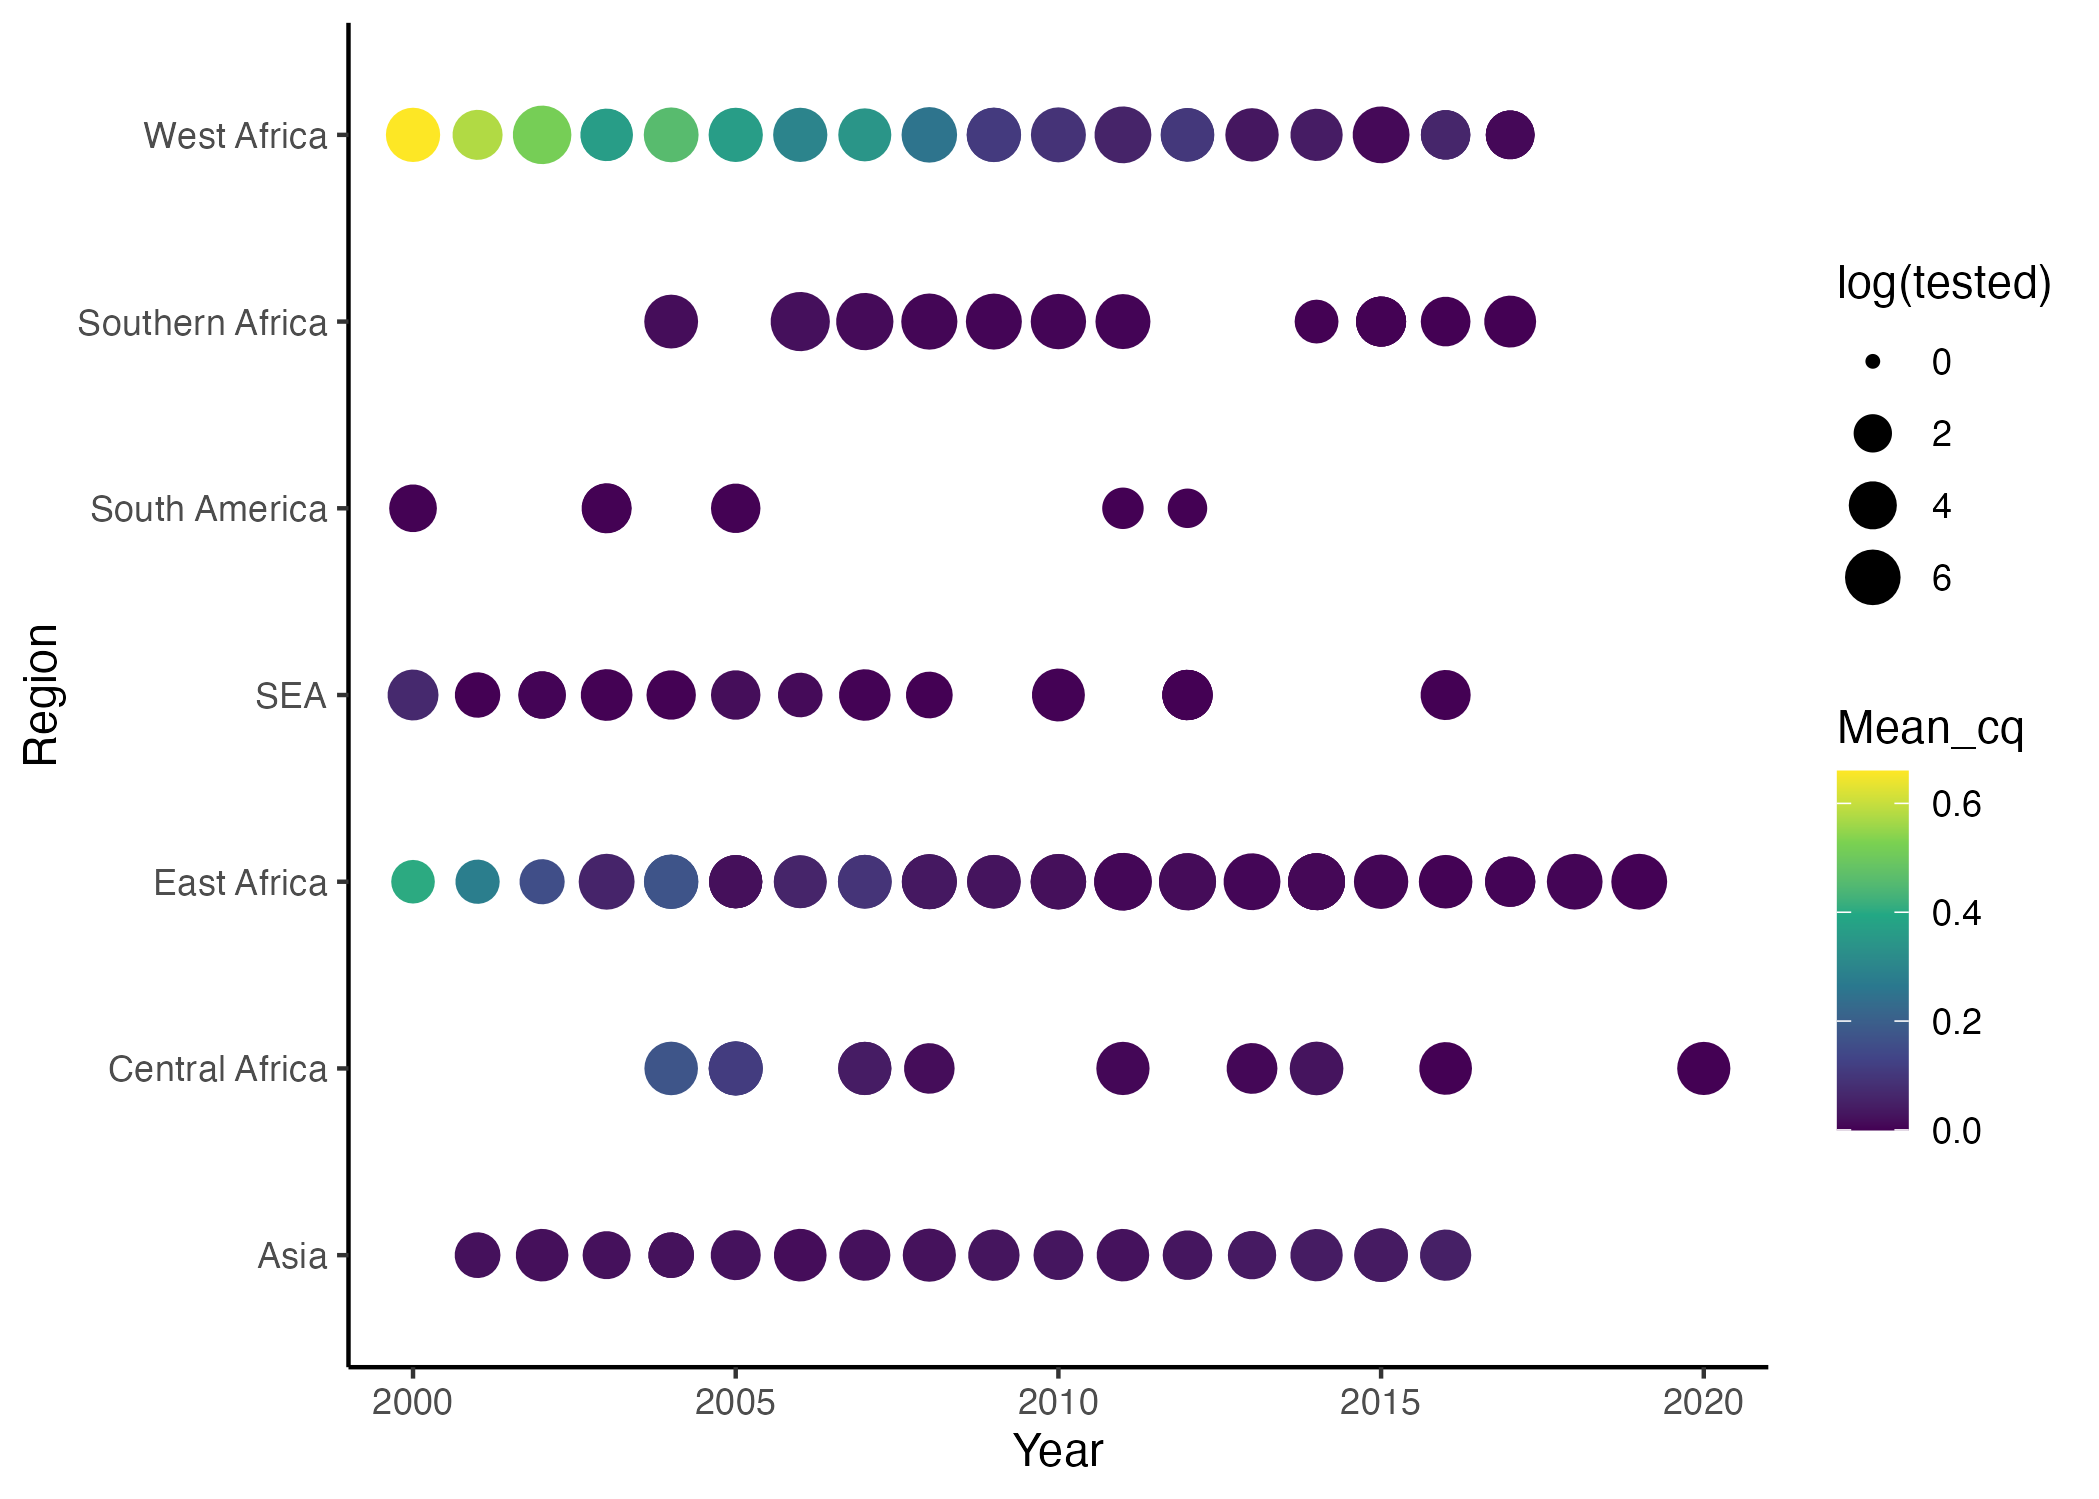 West Africa
Southern Africa
South America
SEA
East Africa
Central Africa
Asia
Region
2000
2005
2010
2015
2020
Year
log(tested)
0
2
4
6
Mean_cq
0.6
0.4
0.2
0.0